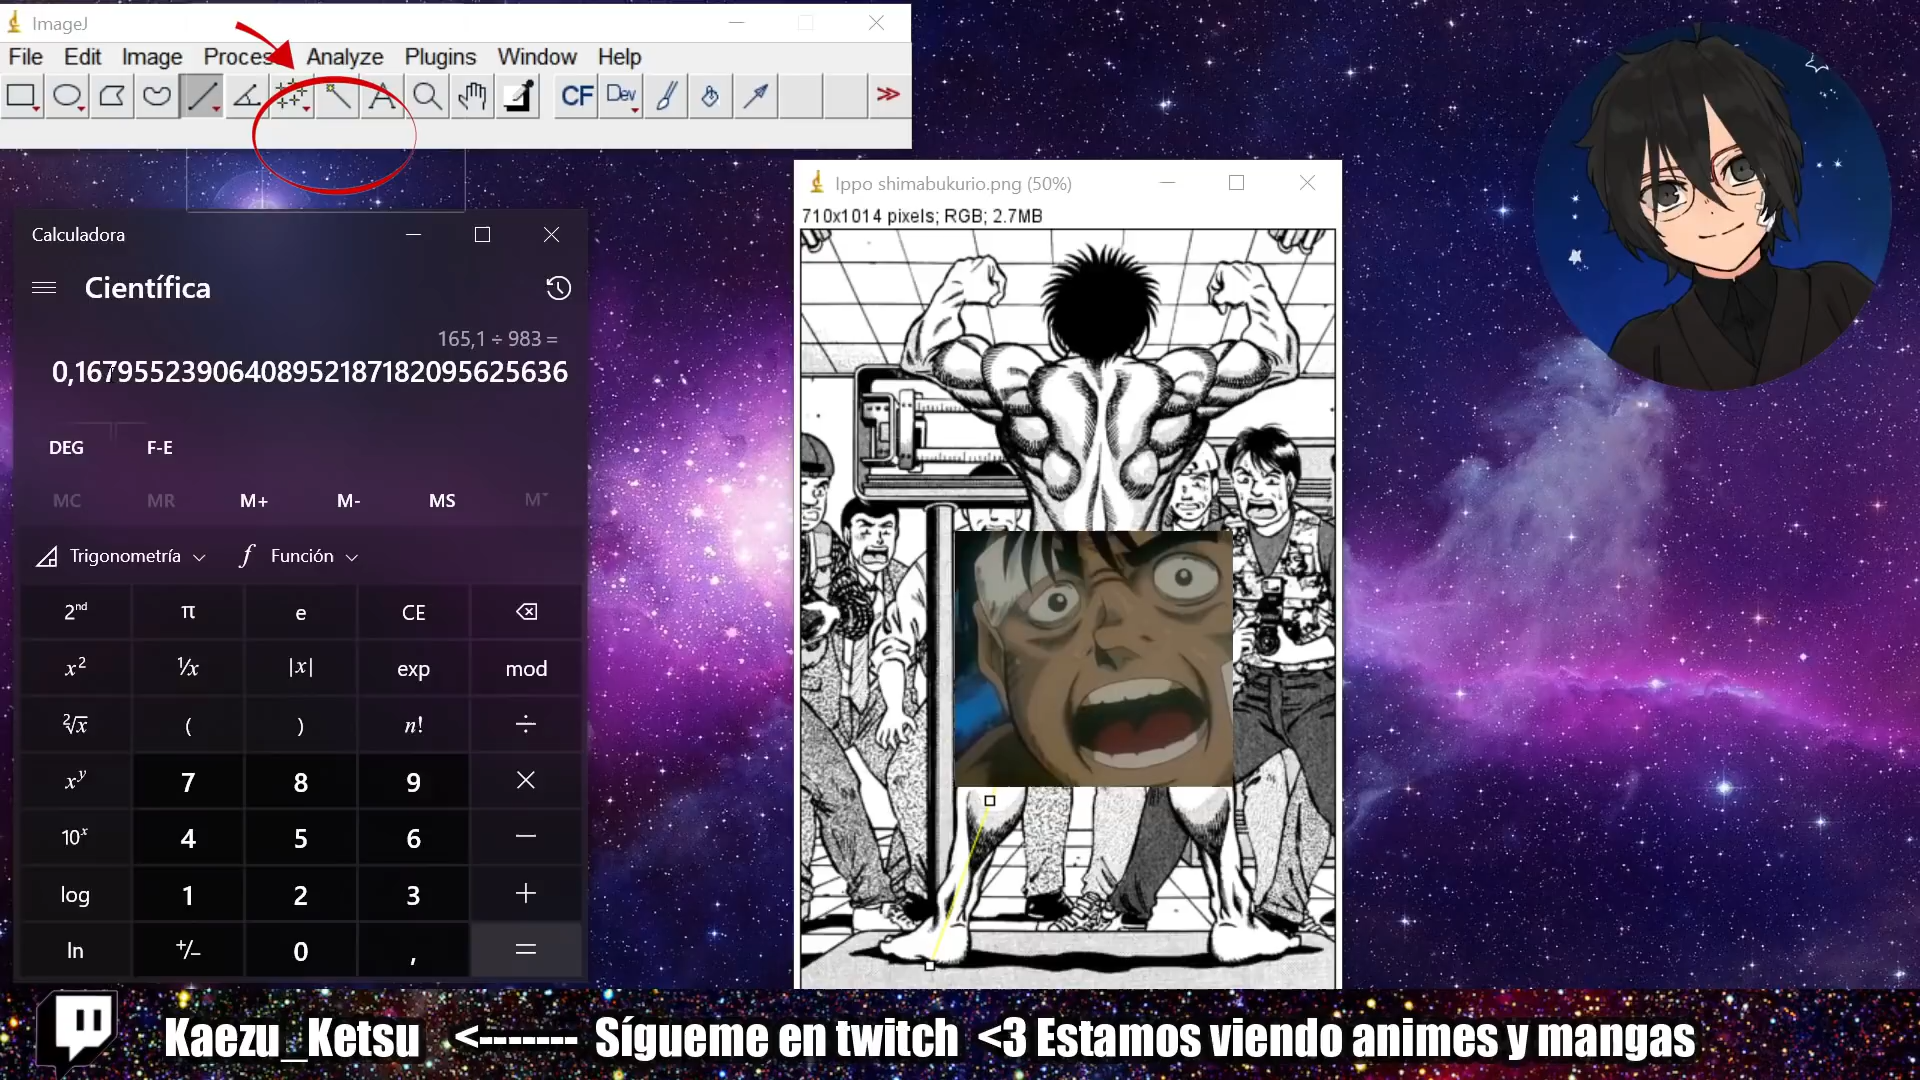 ImageJ
File Edit Image Process Analyze Plugins Window Help
A CF Dev >>
Ippo shimabukurio.png (50%)
710x1014 pixels; RGB; 2.7MB
Calculadora
Científica
165,1 ÷ 983 =
0,16795523906408952187182095625636
DEG F-E
MC MR M+ M- MS M˅
Trigonometría f Función
2nd π e CE
x² ¹/x |x| exp mod
²√x ( ) n! ÷
xʸ 7 8 9 ×
10ˣ 4 5 6 −
log 1 2 3 +
ln +/− 0 , =
Kaezu_Ketsu <------- Sígueme en twitch <3 Estamos viendo animes y mangas